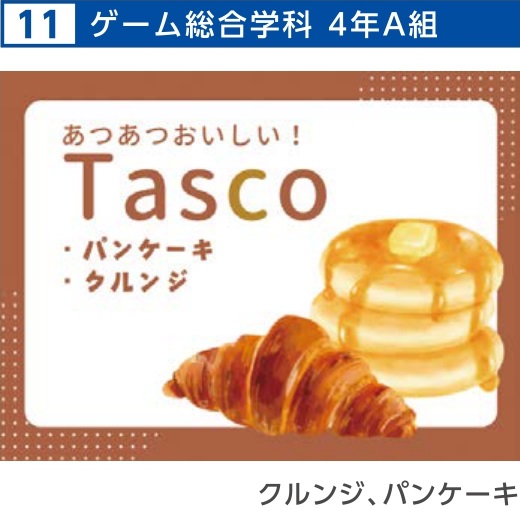 11 ゲーム総合学科 4年A組
あつあつおいしい！
Tasco
・パンケーキ
・クルンジ
クルンジ、パンケーキ